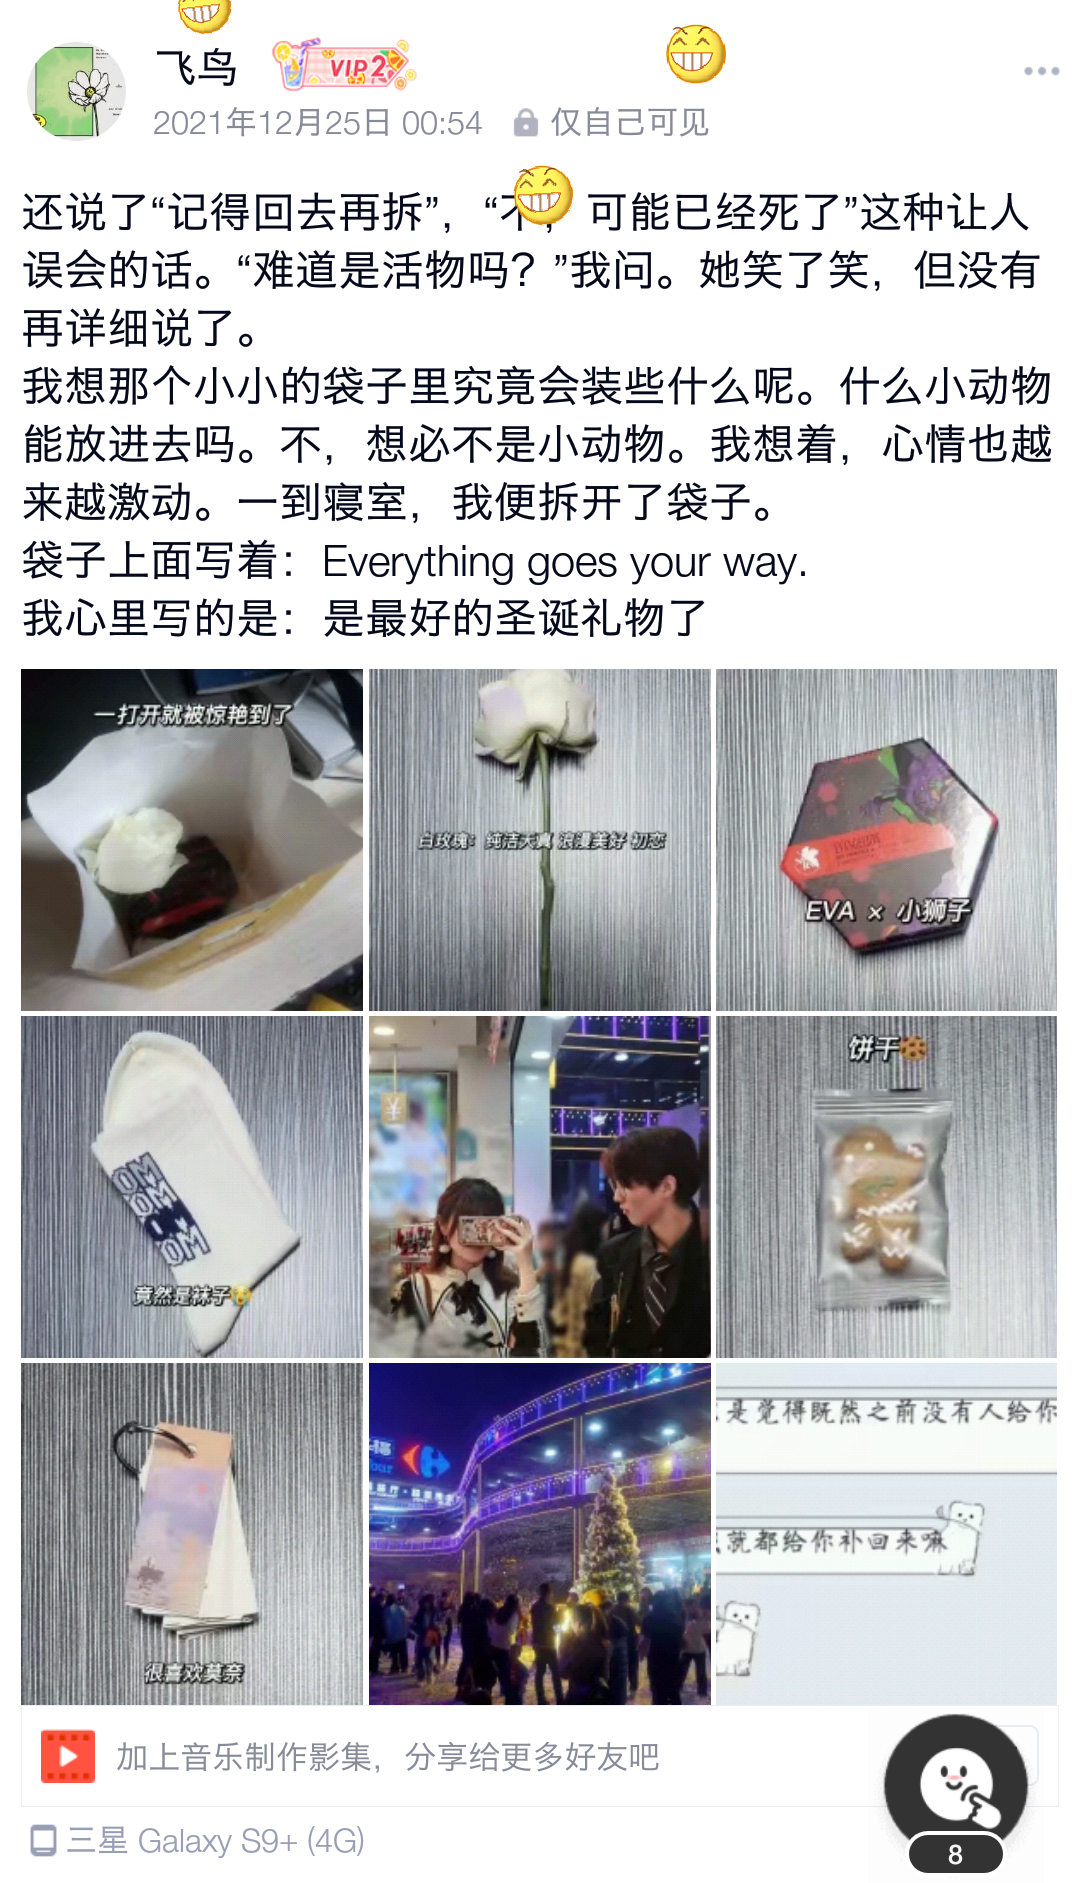 飞鸟
VIP 2
2021年12月25日 00:54 仅自己可见
还说了“记得回去再拆”，“不，可能已经死了”这种让人
误会的话。“难道是活物吗？”我问。她笑了笑，但没有
再详细说了。
我想那个小小的袋子里究竟会装些什么呢。什么小动物
能放进去吗。不，想必不是小动物。我想着，心情也越
来越激动。一到寝室，我便拆开了袋子。
袋子上面写着：Everything goes your way.
我心里写的是：是最好的圣诞礼物了
一打开就被惊艳到了
白玫瑰：纯洁天真 浪漫美好 初恋
EVANGELION
EVA × 小狮子
OM
OM
OM
竟然是袜子😭
¥
饼干🍪
很喜欢莫奈
是觉得既然之前没有人给你
就都给你补回来嘛
加上音乐制作影集，分享给更多好友吧
三星 Galaxy S9+ (4G)
8